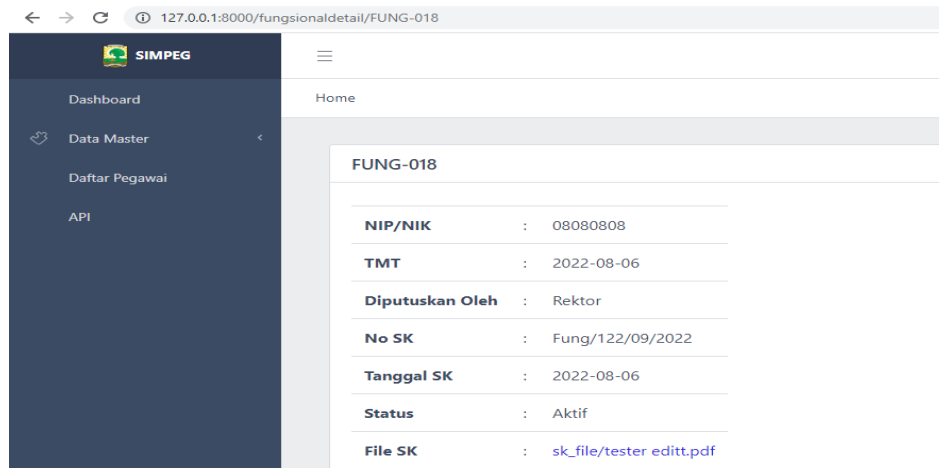 127.0.0.1:8000/fungsionaldetail/FUNG-018
SIMPEG
Dashboard
Home
Data Master
Daftar Pegawai
API
FUNG-018
NIP/NIK : 08080808
TMT : 2022-08-06
Diputuskan Oleh : Rektor
No SK : Fung/122/09/2022
Tanggal SK : 2022-08-06
Status : Aktif
File SK : sk_file/tester editt.pdf